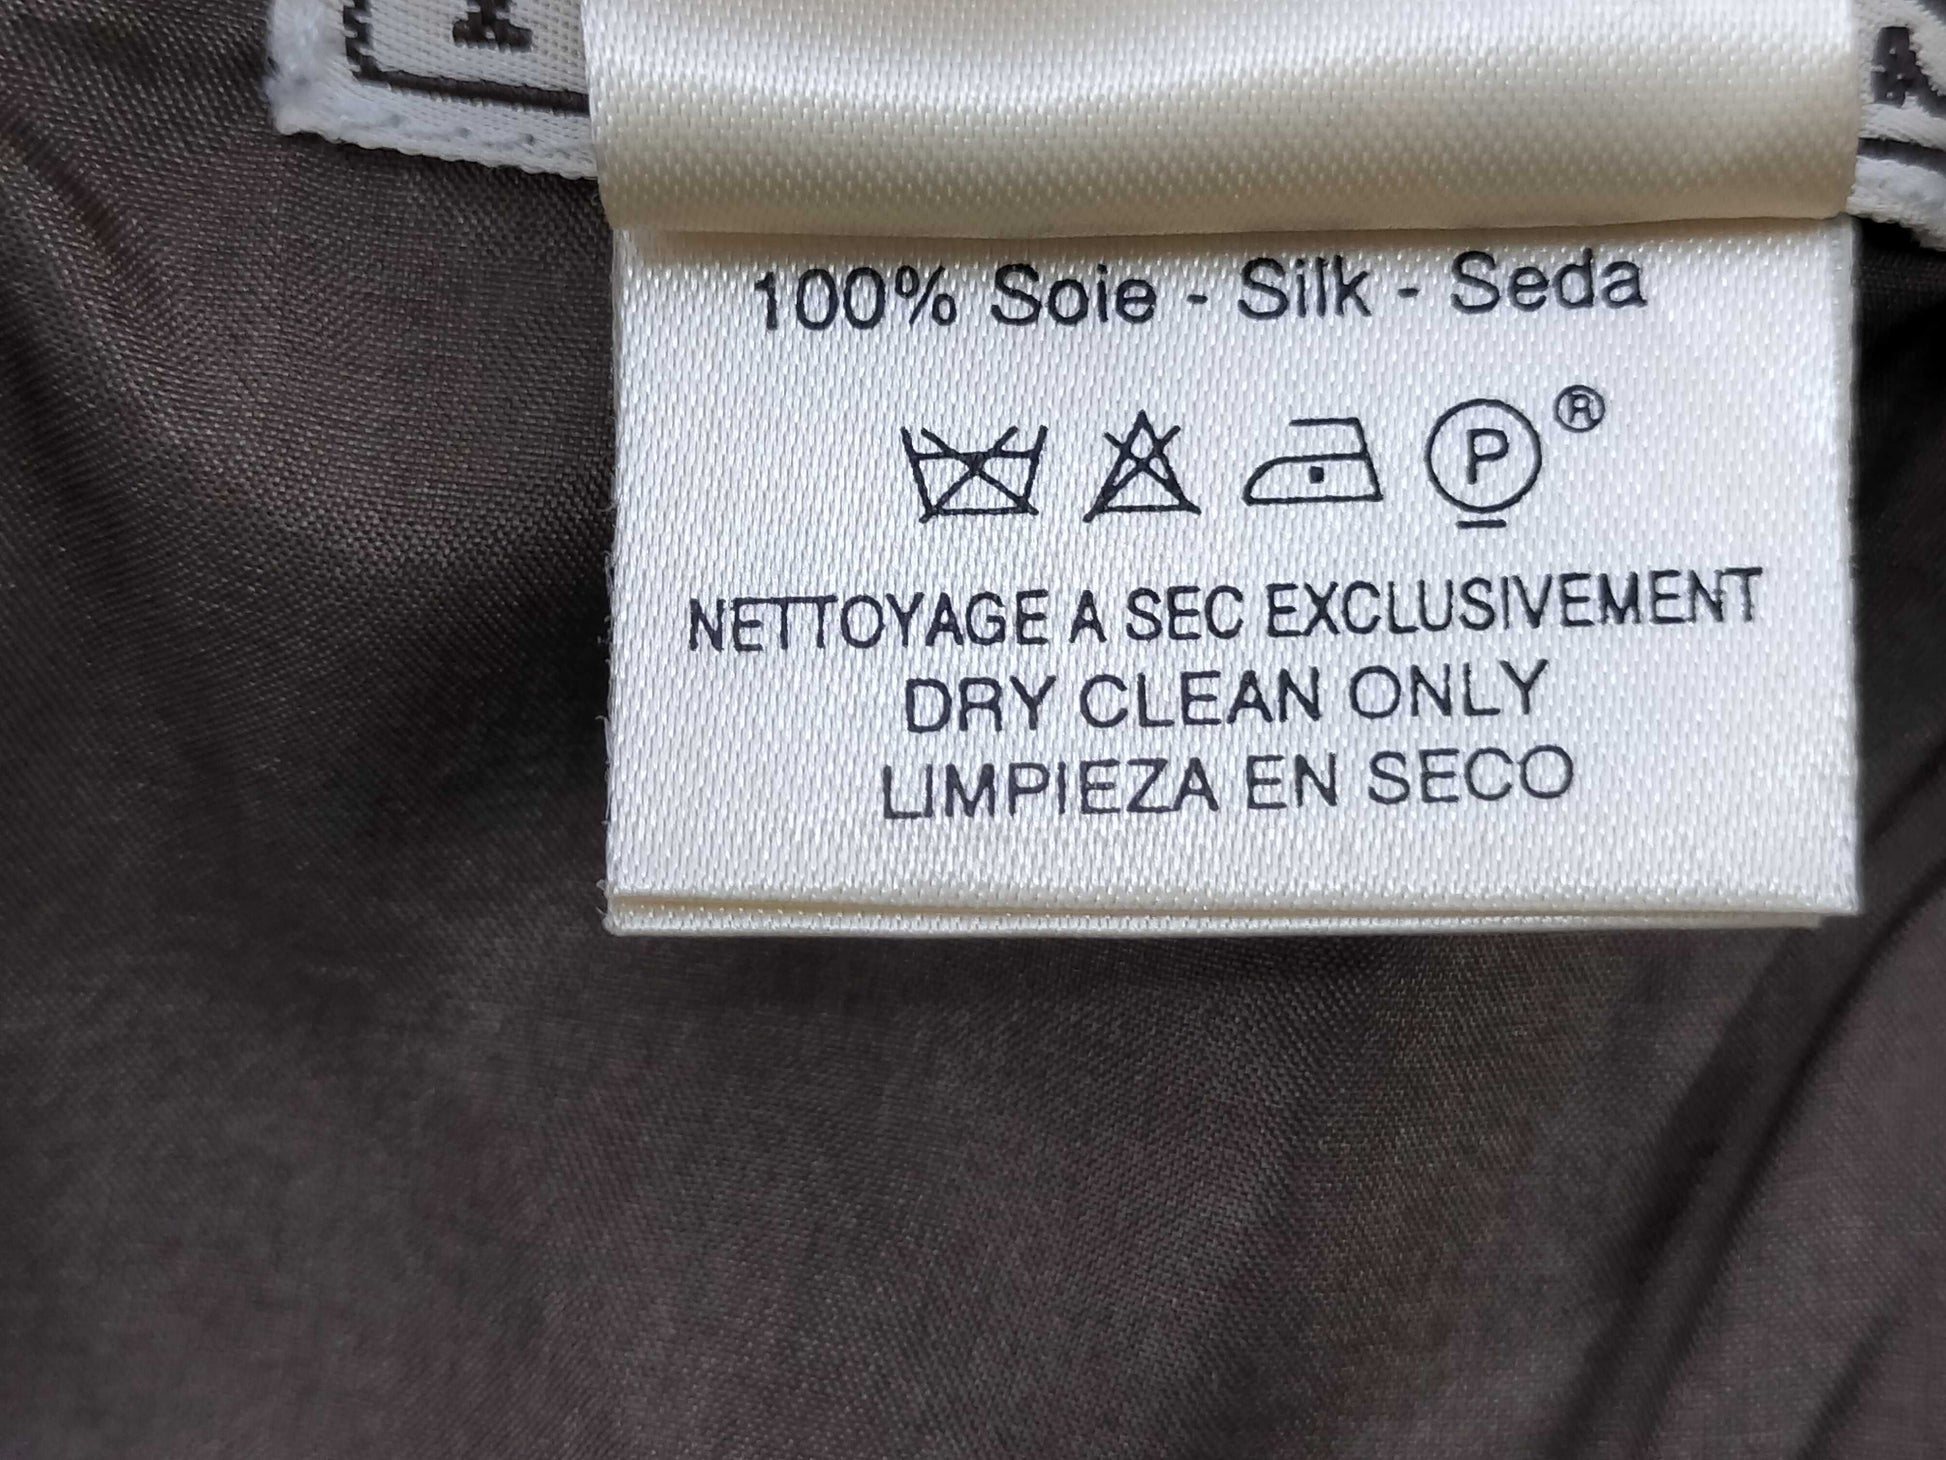 100% Soie - Silk - Seda
P ®
NETTOYAGE A SEC EXCLUSIVEMENT
DRY CLEAN ONLY
LIMPIEZA EN SECO